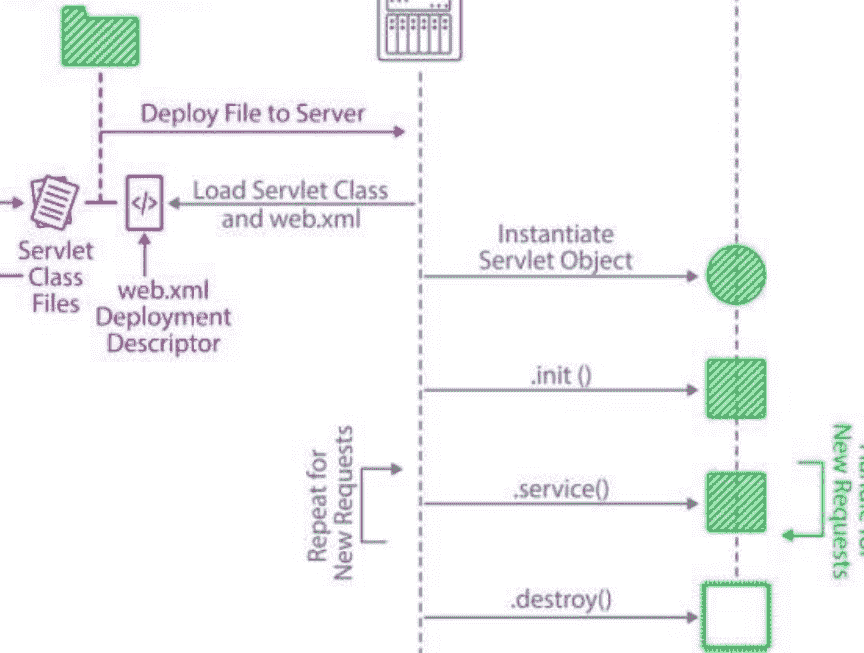 Deploy File to Server
Load Servlet Class
and web.xml
</>
Servlet
Class
Files
web.xml
Deployment
Descriptor
Instantiate
Servlet Object
.init ()
Repeat for
New Requests
.service()
New Requests
.destroy()